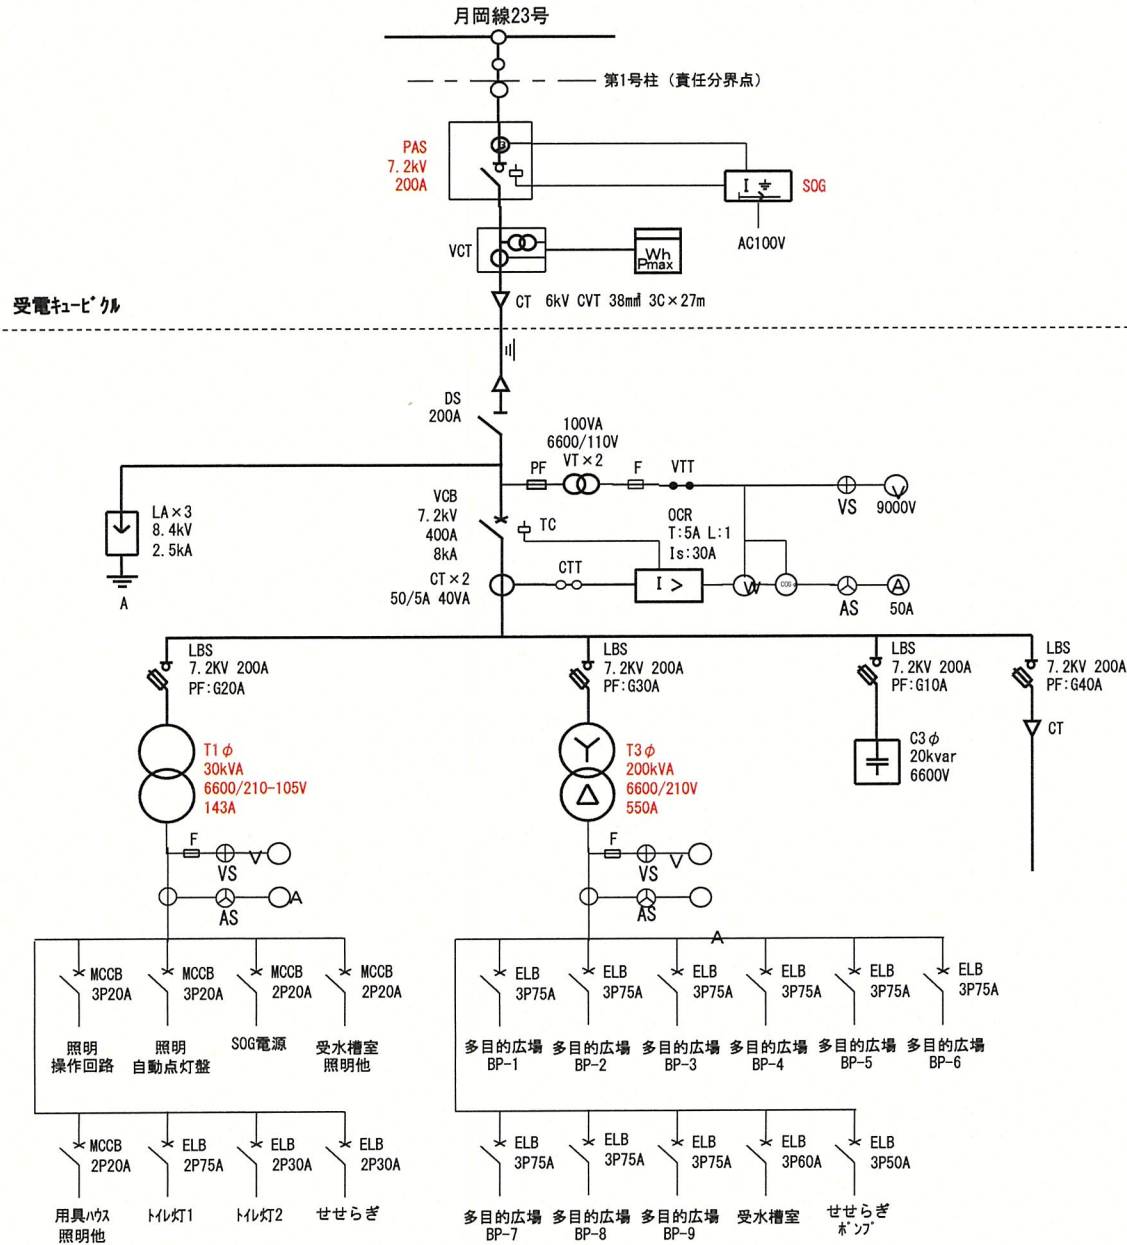 月岡線23号
第1号柱（責任分界点）
PAS
7.2kV
200A
I
SOG
AC100V
VCT
Wh
Pmax
CT 6kV CVT 38m㎡ 3C×27m
受電ｷｭｰﾋﾞｸﾙ
DS
200A
100VA
6600/110V
VT×2
PF
F
VTT
VS
V
9000V
LA×3
8.4kV
2.5kA
A
VCB
7.2kV
400A
8kA
TC
OCR
T:5A L:1
Is:30A
CT×2
50/5A 40VA
CTT
I >
W
COS
AS
A
50A
LBS
7.2KV 200A
PF:G20A
LBS
7.2KV 200A
PF:G30A
LBS
7.2KV 200A
PF:G10A
LBS
7.2KV 200A
PF:G40A
CT
T1φ
30kVA
6600/210-105V
143A
T3φ
200kVA
6600/210V
550A
C3φ
20kvar
6600V
F
VS
V
AS
A
F
VS
V
AS
A
MCCB
3P20A
MCCB
3P20A
MCCB
2P20A
MCCB
2P20A
照明
操作回路
照明
自動点灯盤
SOG電源
受水槽室
照明他
ELB
3P75A
ELB
3P75A
ELB
3P75A
ELB
3P75A
ELB
3P75A
ELB
3P75A
多目的広場
BP-1
多目的広場
BP-2
多目的広場
BP-3
多目的広場
BP-4
多目的広場
BP-5
多目的広場
BP-6
MCCB
2P20A
ELB
2P75A
ELB
2P30A
ELB
2P30A
用具ﾊｳｽ
照明他
ﾄｲﾚ灯1
ﾄｲﾚ灯2
せせらぎ
ELB
3P75A
ELB
3P75A
ELB
3P75A
ELB
3P60A
ELB
3P50A
多目的広場
BP-7
多目的広場
BP-8
多目的広場
BP-9
受水槽室
せせらぎ
ﾎﾟﾝﾌﾟ